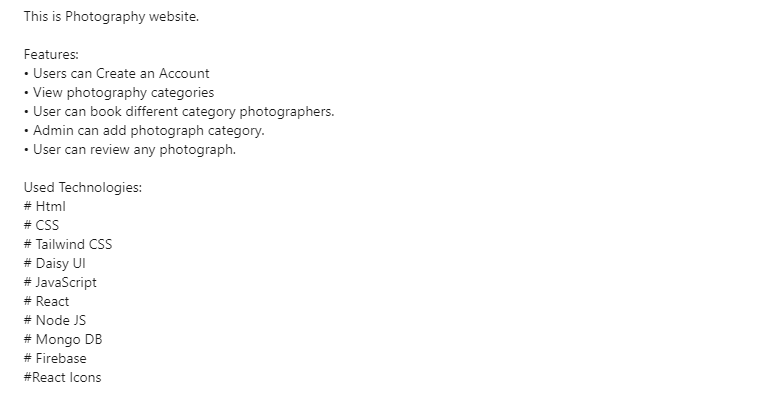 This is Photography website.
Features:
• Users can Create an Account
• View photography categories
• User can book different category photographers.
• Admin can add photograph category.
• User can review any photograph.
Used Technologies:
# Html
# CSS
# Tailwind CSS
# Daisy UI
# JavaScript
# React
# Node JS
# Mongo DB
# Firebase
#React Icons